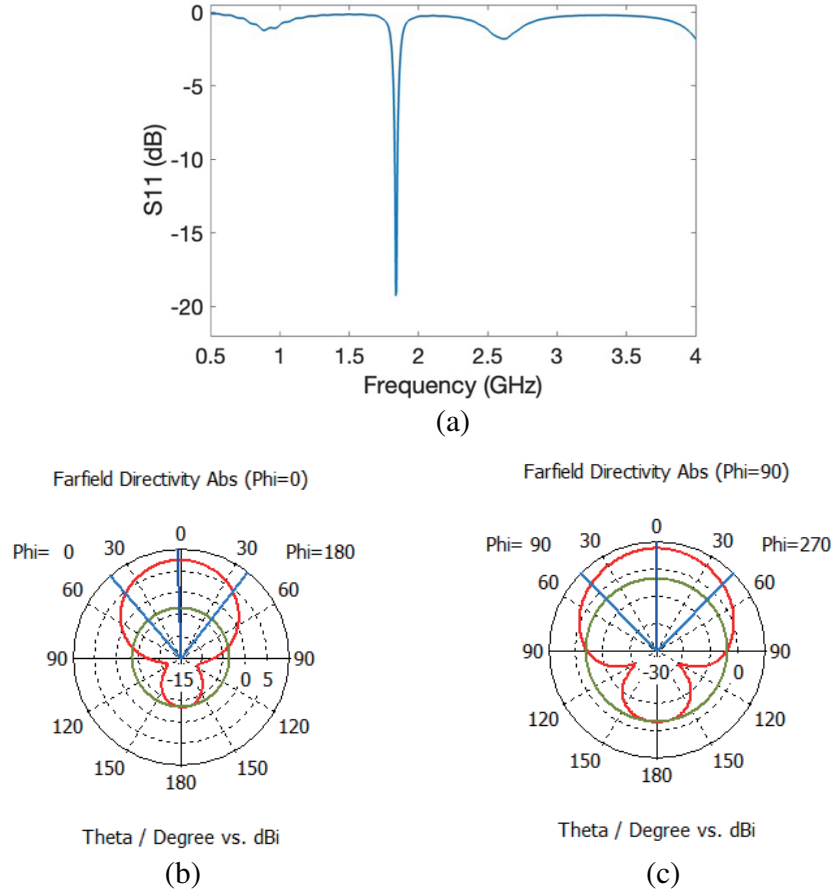 0
-5
-10
-15
-20
S11 (dB)
0.5 1 1.5 2 2.5 3 3.5 4
Frequency (GHz)
(a)
Farfield Directivity Abs (Phi=0)
Phi= 0 30 0 30 Phi=180
60 60
90 -15 0 5 90
120 120
150 180 150
Theta / Degree vs. dBi
(b)
Farfield Directivity Abs (Phi=90)
Phi= 90 30 0 30 Phi=270
60 60
90 -30 0 90
120 120
150 180 150
Theta / Degree vs. dBi
(c)